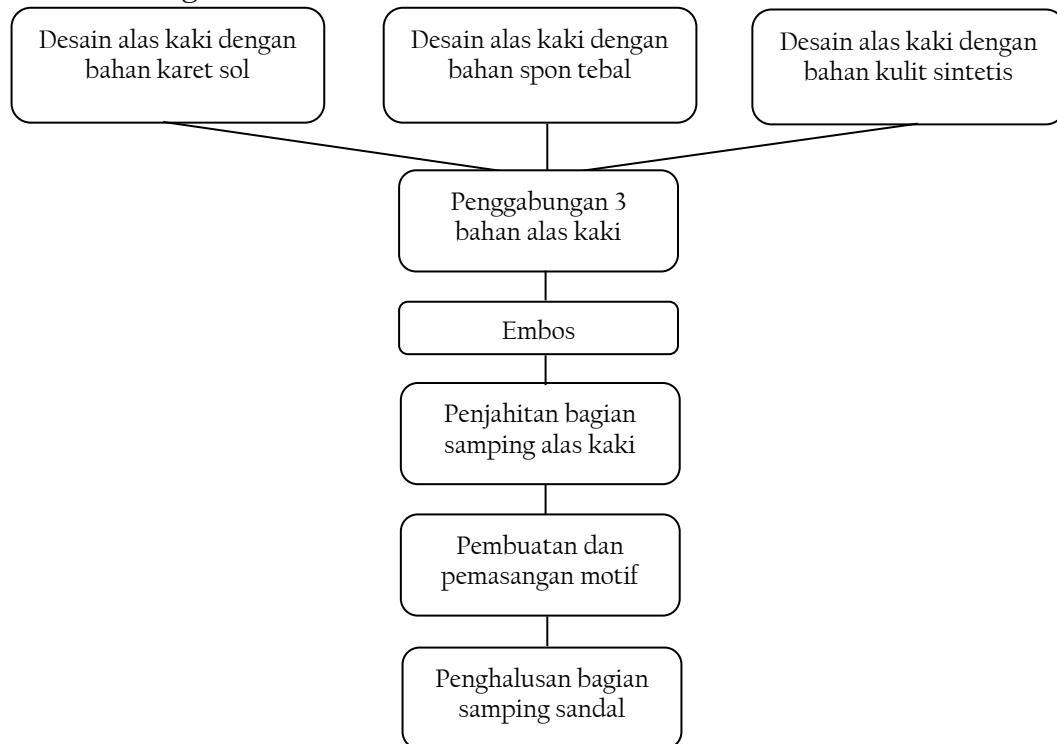 Desain alas kaki dengan
bahan karet sol
Desain alas kaki dengan
bahan spon tebal
Desain alas kaki dengan
bahan kulit sintetis
Penggabungan 3
bahan alas kaki
Embos
Penjahitan bagian
samping alas kaki
Pembuatan dan
pemasangan motif
Penghalusan bagian
samping sandal